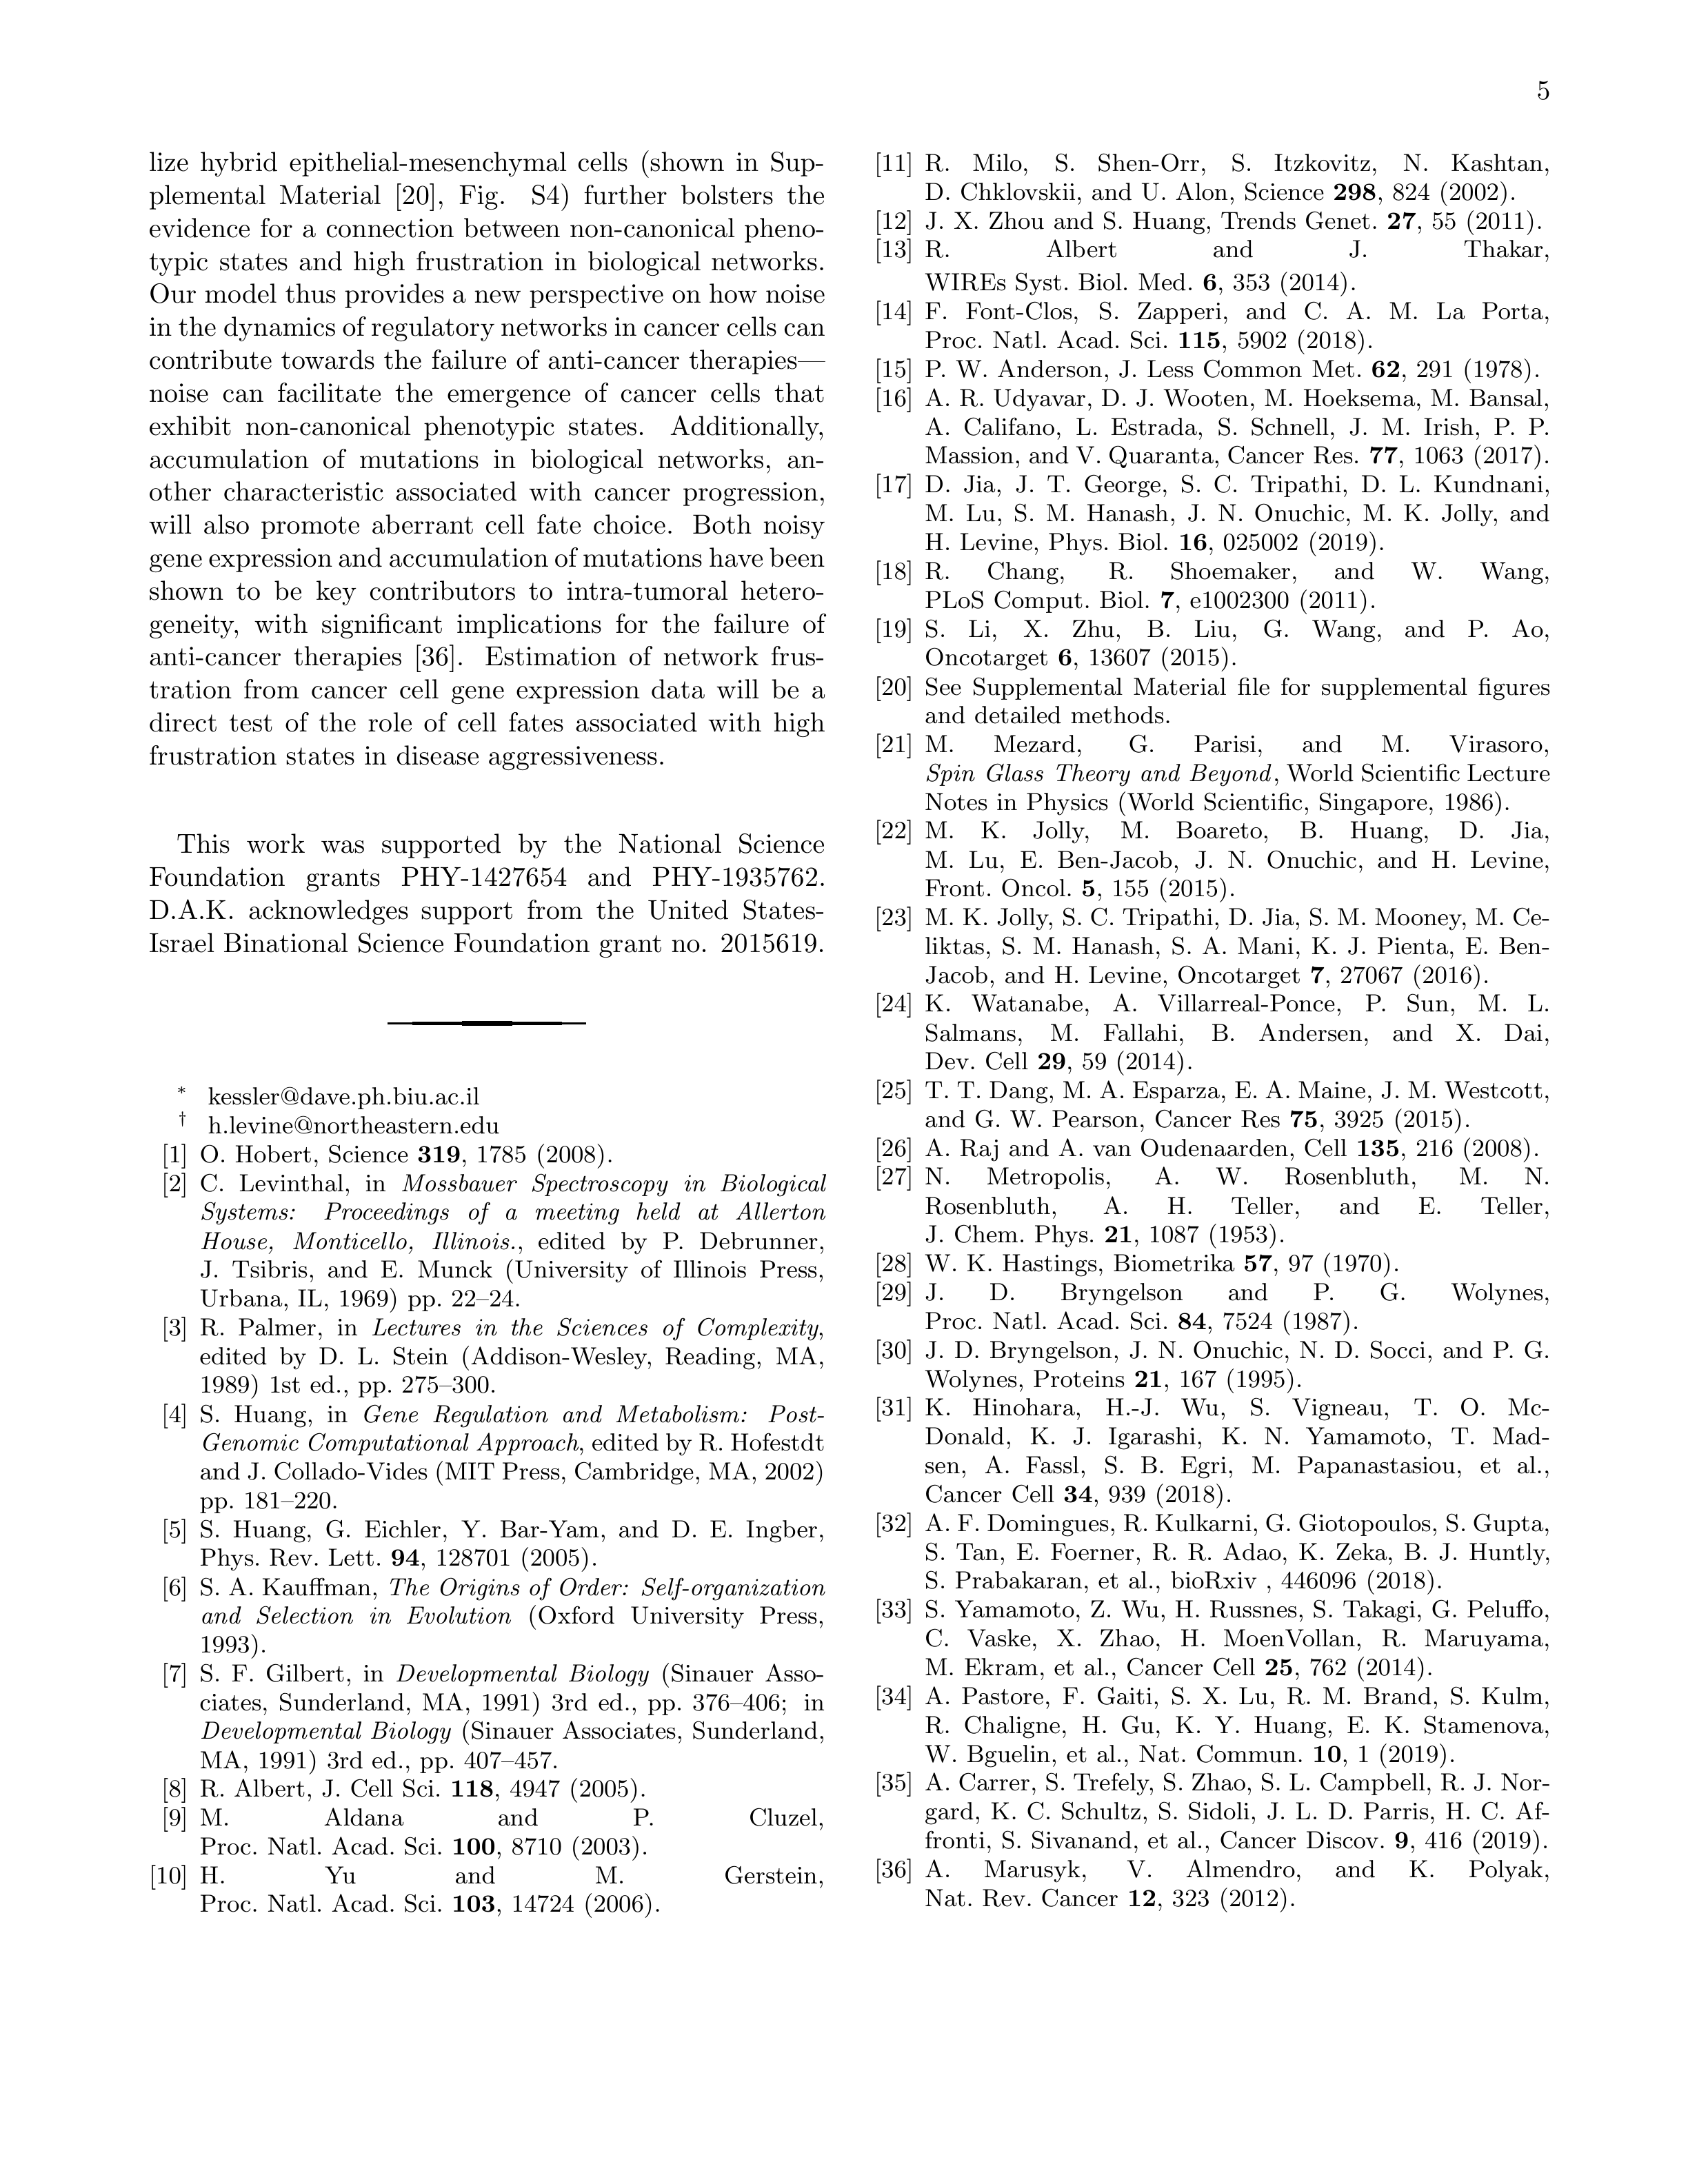 5
lize hybrid epithelial-mesenchymal cells (shown in Sup-
plemental Material [20], Fig. S4) further bolsters the
evidence for a connection between non-canonical pheno-
typic states and high frustration in biological networks.
Our model thus provides a new perspective on how noise
in the dynamics of regulatory networks in cancer cells can
contribute towards the failure of anti-cancer therapies—
noise can facilitate the emergence of cancer cells that
exhibit non-canonical phenotypic states. Additionally,
accumulation of mutations in biological networks, an-
other characteristic associated with cancer progression,
will also promote aberrant cell fate choice. Both noisy
gene expression and accumulation of mutations have been
shown to be key contributors to intra-tumoral hetero-
geneity, with significant implications for the failure of
anti-cancer therapies [36]. Estimation of network frus-
tration from cancer cell gene expression data will be a
direct test of the role of cell fates associated with high
frustration states in disease aggressiveness.
This work was supported by the National Science
Foundation grants PHY-1427654 and PHY-1935762.
D.A.K. acknowledges support from the United States-
Israel Binational Science Foundation grant no. 2015619.
* kessler@dave.ph.biu.ac.il
† h.levine@northeastern.edu
[1] O. Hobert, Science 319, 1785 (2008).
[2] C. Levinthal, in Mossbauer Spectroscopy in Biological
Systems: Proceedings of a meeting held at Allerton
House, Monticello, Illinois., edited by P. Debrunner,
J. Tsibris, and E. Munck (University of Illinois Press,
Urbana, IL, 1969) pp. 22–24.
[3] R. Palmer, in Lectures in the Sciences of Complexity,
edited by D. L. Stein (Addison-Wesley, Reading, MA,
1989) 1st ed., pp. 275–300.
[4] S. Huang, in Gene Regulation and Metabolism: Post-
Genomic Computational Approach, edited by R. Hofestdt
and J. Collado-Vides (MIT Press, Cambridge, MA, 2002)
pp. 181–220.
[5] S. Huang, G. Eichler, Y. Bar-Yam, and D. E. Ingber,
Phys. Rev. Lett. 94, 128701 (2005).
[6] S. A. Kauffman, The Origins of Order: Self-organization
and Selection in Evolution (Oxford University Press,
1993).
[7] S. F. Gilbert, in Developmental Biology (Sinauer Asso-
ciates, Sunderland, MA, 1991) 3rd ed., pp. 376–406; in
Developmental Biology (Sinauer Associates, Sunderland,
MA, 1991) 3rd ed., pp. 407–457.
[8] R. Albert, J. Cell Sci. 118, 4947 (2005).
[9] M. Aldana and P. Cluzel,
Proc. Natl. Acad. Sci. 100, 8710 (2003).
[10] H. Yu and M. Gerstein,
Proc. Natl. Acad. Sci. 103, 14724 (2006).
[11] R. Milo, S. Shen-Orr, S. Itzkovitz, N. Kashtan,
D. Chklovskii, and U. Alon, Science 298, 824 (2002).
[12] J. X. Zhou and S. Huang, Trends Genet. 27, 55 (2011).
[13] R. Albert and J. Thakar,
WIREs Syst. Biol. Med. 6, 353 (2014).
[14] F. Font-Clos, S. Zapperi, and C. A. M. La Porta,
Proc. Natl. Acad. Sci. 115, 5902 (2018).
[15] P. W. Anderson, J. Less Common Met. 62, 291 (1978).
[16] A. R. Udyavar, D. J. Wooten, M. Hoeksema, M. Bansal,
A. Califano, L. Estrada, S. Schnell, J. M. Irish, P. P.
Massion, and V. Quaranta, Cancer Res. 77, 1063 (2017).
[17] D. Jia, J. T. George, S. C. Tripathi, D. L. Kundnani,
M. Lu, S. M. Hanash, J. N. Onuchic, M. K. Jolly, and
H. Levine, Phys. Biol. 16, 025002 (2019).
[18] R. Chang, R. Shoemaker, and W. Wang,
PLoS Comput. Biol. 7, e1002300 (2011).
[19] S. Li, X. Zhu, B. Liu, G. Wang, and P. Ao,
Oncotarget 6, 13607 (2015).
[20] See Supplemental Material file for supplemental figures
and detailed methods.
[21] M. Mezard, G. Parisi, and M. Virasoro,
Spin Glass Theory and Beyond, World Scientific Lecture
Notes in Physics (World Scientific, Singapore, 1986).
[22] M. K. Jolly, M. Boareto, B. Huang, D. Jia,
M. Lu, E. Ben-Jacob, J. N. Onuchic, and H. Levine,
Front. Oncol. 5, 155 (2015).
[23] M. K. Jolly, S. C. Tripathi, D. Jia, S. M. Mooney, M. Ce-
liktas, S. M. Hanash, S. A. Mani, K. J. Pienta, E. Ben-
Jacob, and H. Levine, Oncotarget 7, 27067 (2016).
[24] K. Watanabe, A. Villarreal-Ponce, P. Sun, M. L.
Salmans, M. Fallahi, B. Andersen, and X. Dai,
Dev. Cell 29, 59 (2014).
[25] T. T. Dang, M. A. Esparza, E. A. Maine, J. M. Westcott,
and G. W. Pearson, Cancer Res 75, 3925 (2015).
[26] A. Raj and A. van Oudenaarden, Cell 135, 216 (2008).
[27] N. Metropolis, A. W. Rosenbluth, M. N.
Rosenbluth, A. H. Teller, and E. Teller,
J. Chem. Phys. 21, 1087 (1953).
[28] W. K. Hastings, Biometrika 57, 97 (1970).
[29] J. D. Bryngelson and P. G. Wolynes,
Proc. Natl. Acad. Sci. 84, 7524 (1987).
[30] J. D. Bryngelson, J. N. Onuchic, N. D. Socci, and P. G.
Wolynes, Proteins 21, 167 (1995).
[31] K. Hinohara, H.-J. Wu, S. Vigneau, T. O. Mc-
Donald, K. J. Igarashi, K. N. Yamamoto, T. Mad-
sen, A. Fassl, S. B. Egri, M. Papanastasiou, et al.,
Cancer Cell 34, 939 (2018).
[32] A. F. Domingues, R. Kulkarni, G. Giotopoulos, S. Gupta,
S. Tan, E. Foerner, R. R. Adao, K. Zeka, B. J. Huntly,
S. Prabakaran, et al., bioRxiv , 446096 (2018).
[33] S. Yamamoto, Z. Wu, H. Russnes, S. Takagi, G. Peluffo,
C. Vaske, X. Zhao, H. MoenVollan, R. Maruyama,
M. Ekram, et al., Cancer Cell 25, 762 (2014).
[34] A. Pastore, F. Gaiti, S. X. Lu, R. M. Brand, S. Kulm,
R. Chaligne, H. Gu, K. Y. Huang, E. K. Stamenova,
W. Bguelin, et al., Nat. Commun. 10, 1 (2019).
[35] A. Carrer, S. Trefely, S. Zhao, S. L. Campbell, R. J. Nor-
gard, K. C. Schultz, S. Sidoli, J. L. D. Parris, H. C. Af-
fronti, S. Sivanand, et al., Cancer Discov. 9, 416 (2019).
[36] A. Marusyk, V. Almendro, and K. Polyak,
Nat. Rev. Cancer 12, 323 (2012).